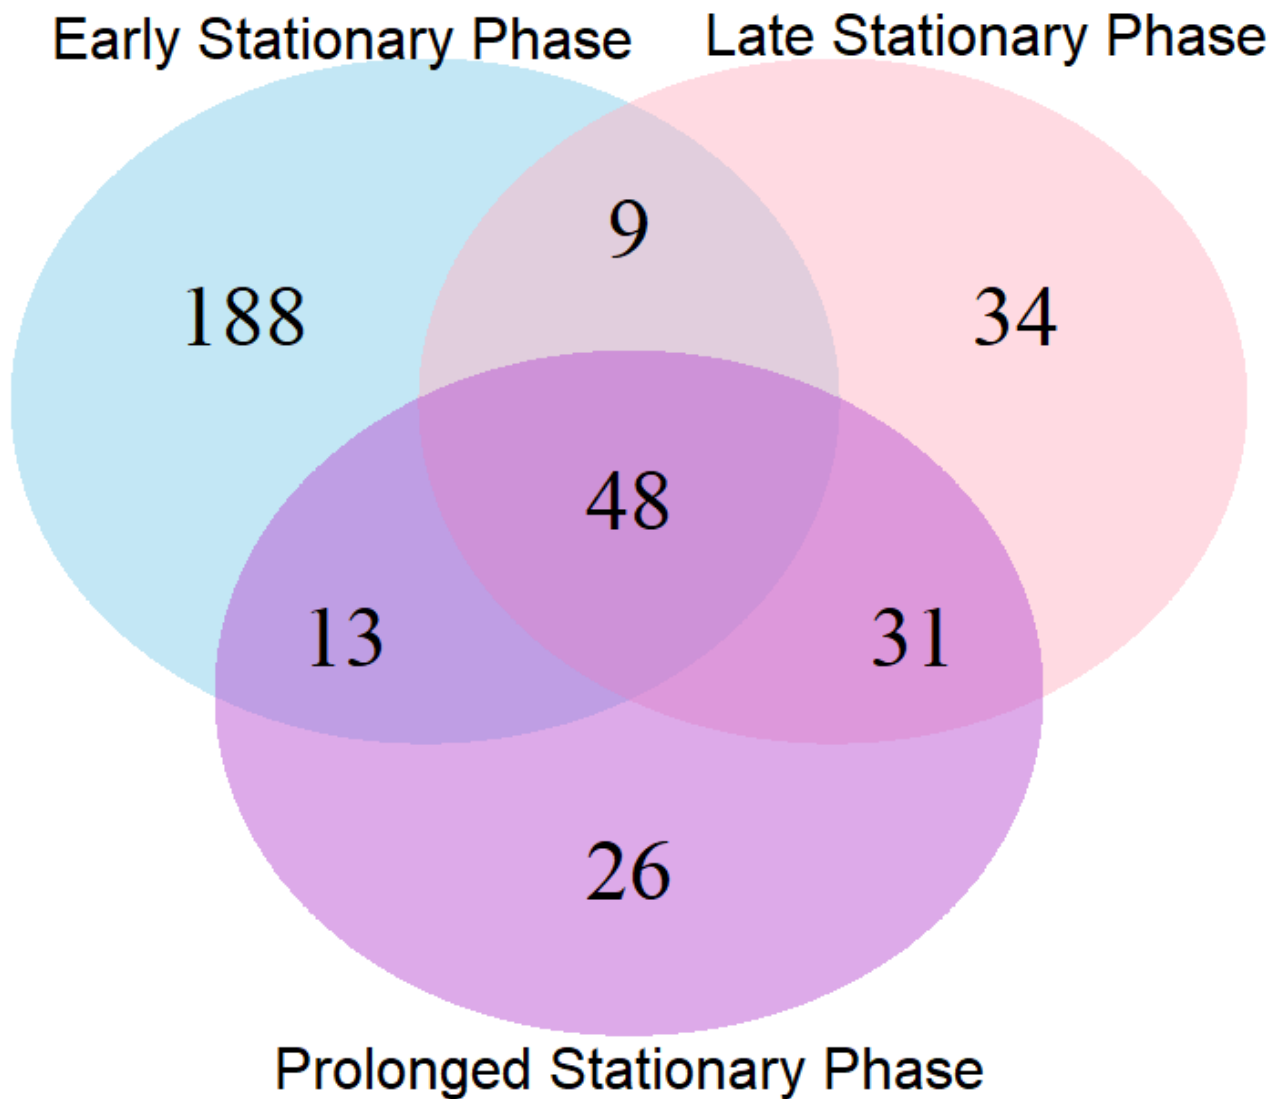 Early Stationary Phase
Late Stationary Phase
9
188
34
48
13
31
26
Prolonged Stationary Phase